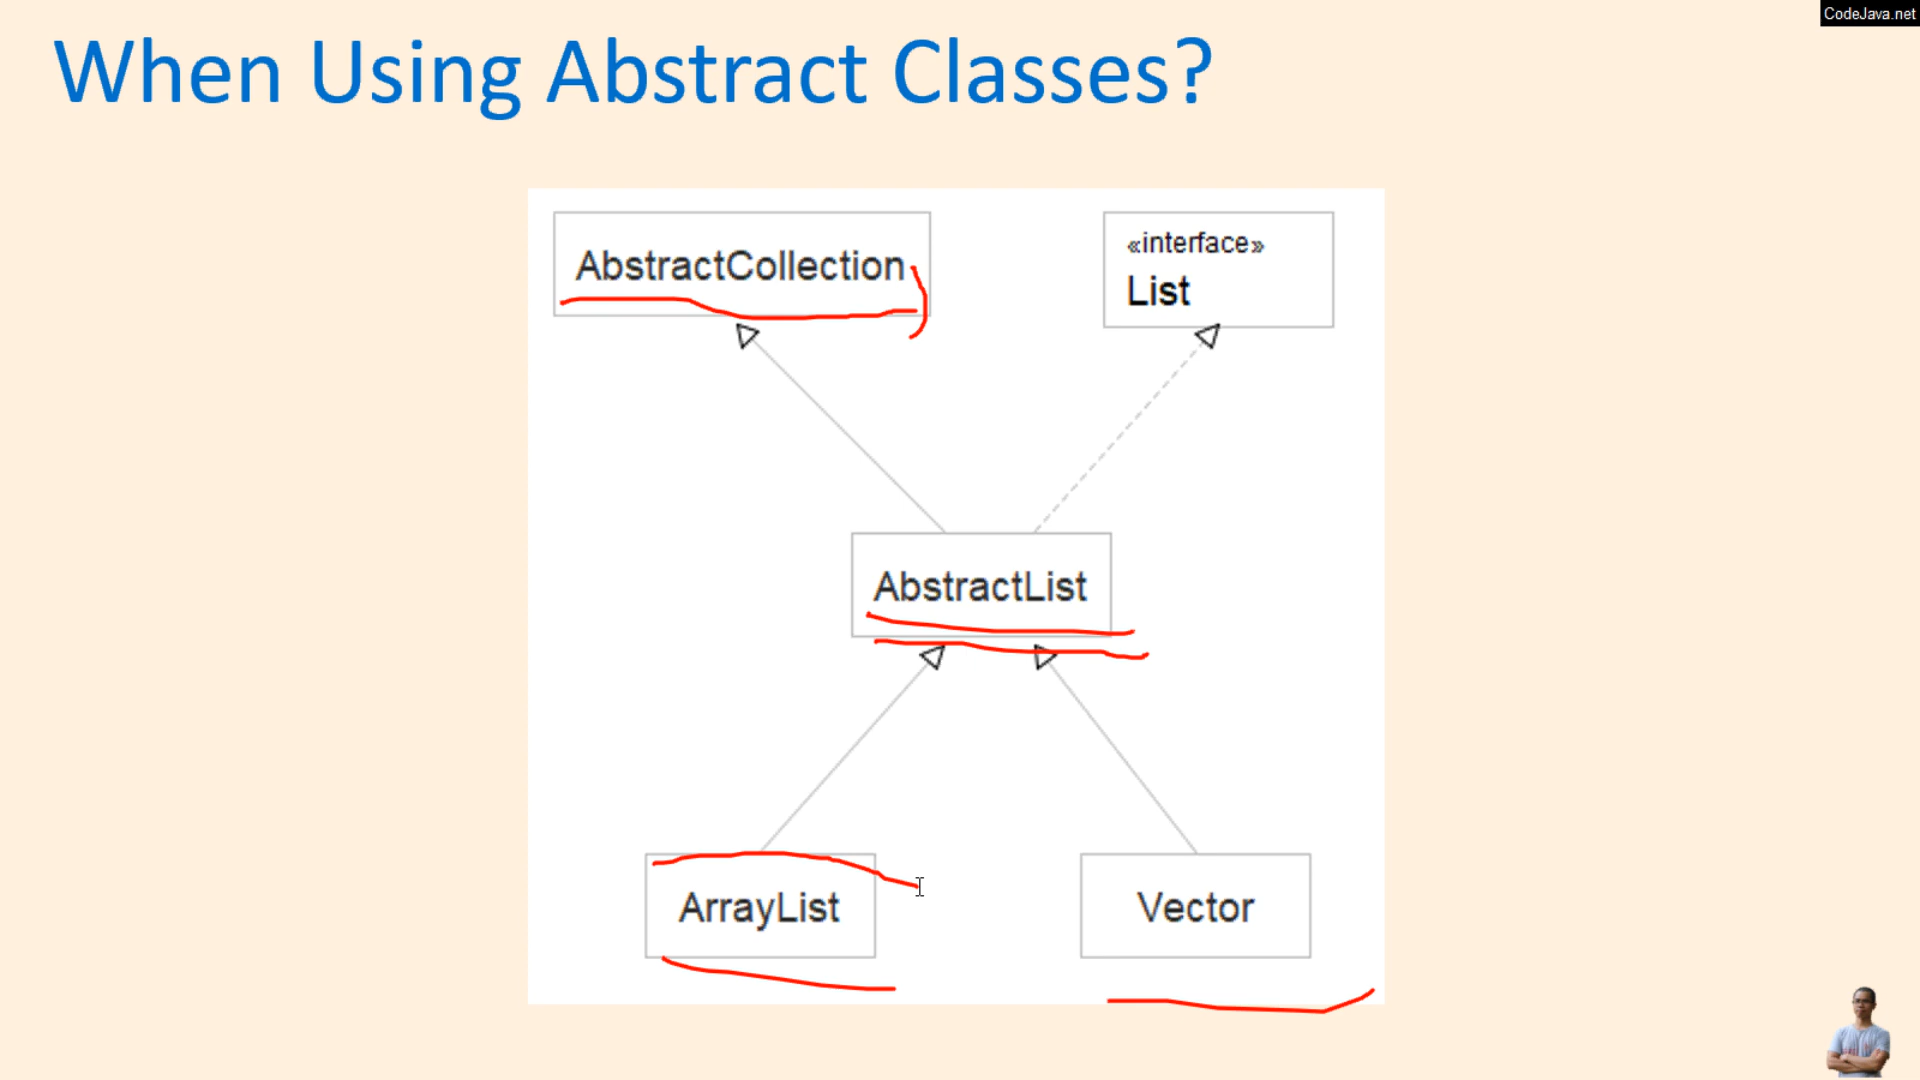 CodeJava.net
When Using Abstract Classes?
AbstractCollection
«interface»
List
AbstractList
ArrayList
Vector